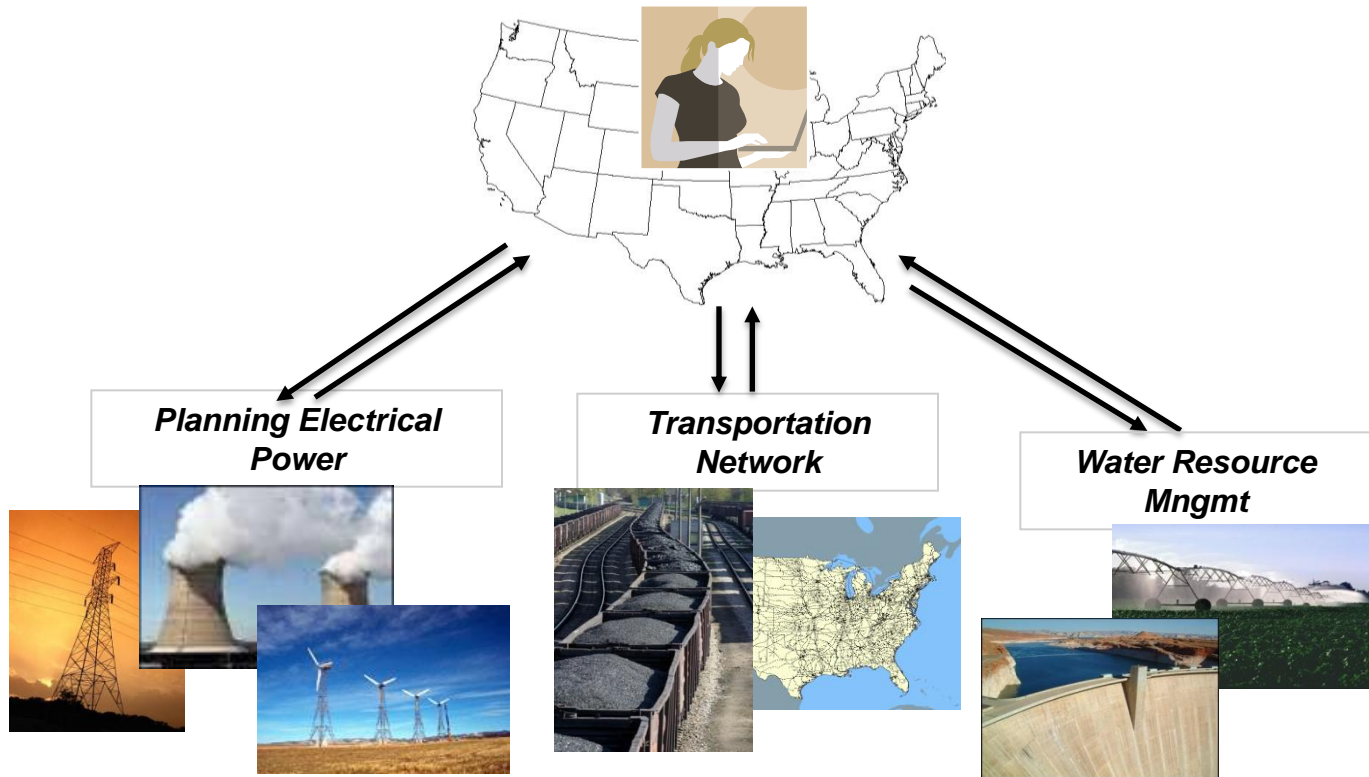 Planning Electrical
Power
Transportation
Network
Water Resource
Mngmt